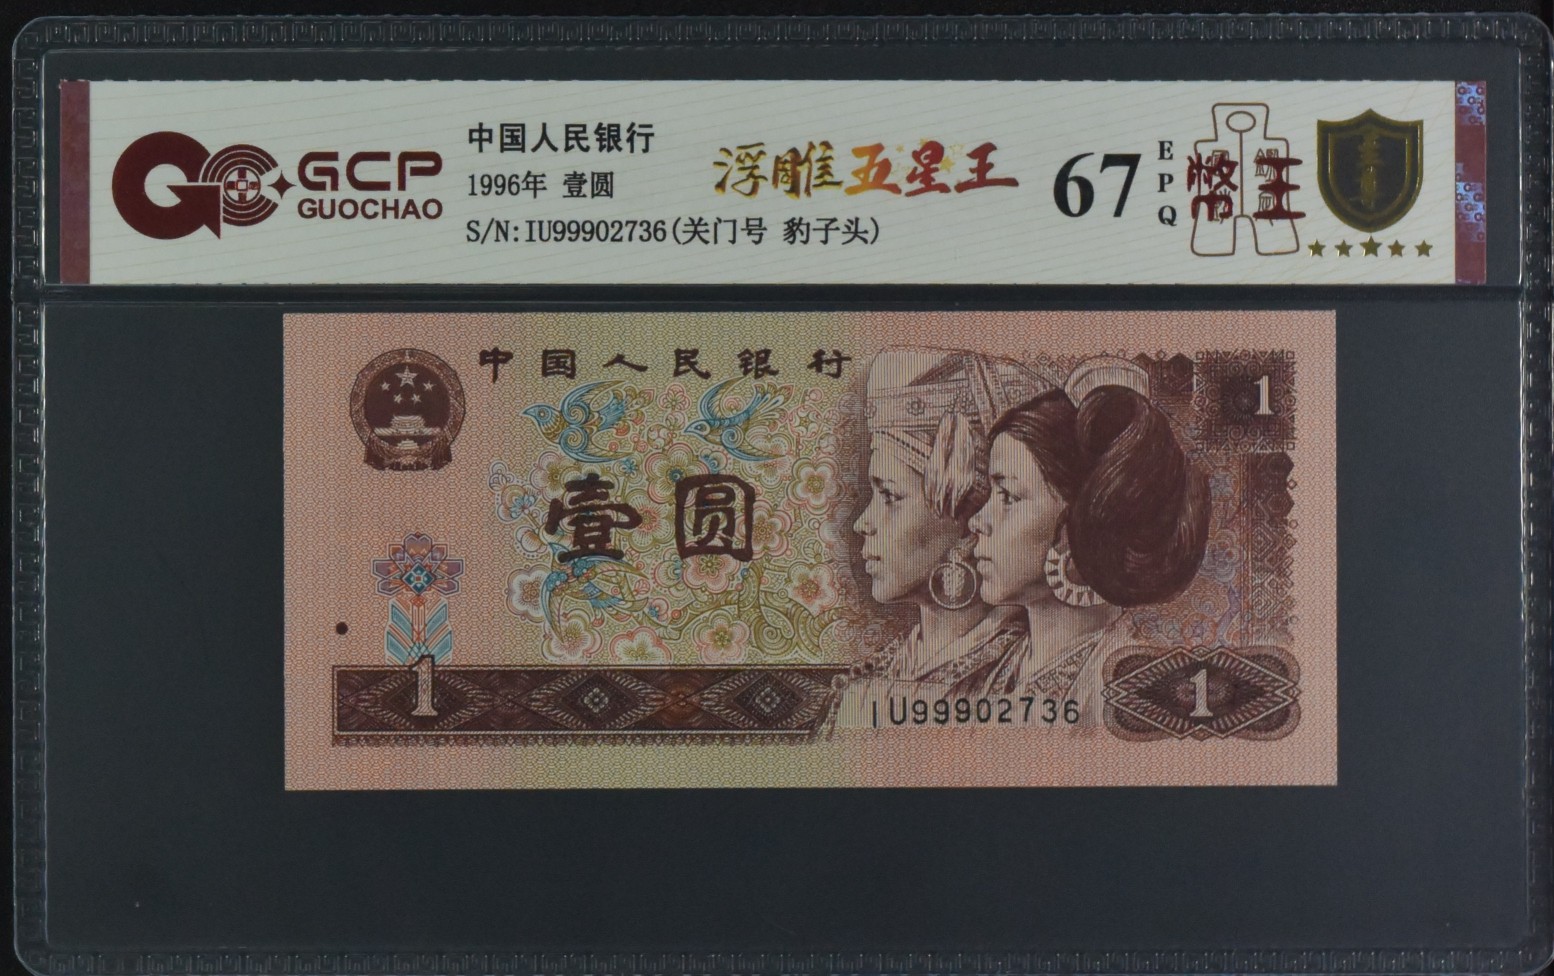 GCP
GUOCHAO
中国人民银行
1996年 壹圆
S/N:IU99902736(关门号 豹子头)
浮雕五星王
67
EPQ
中国人民银行
1
壹圆
1
IU99902736
1